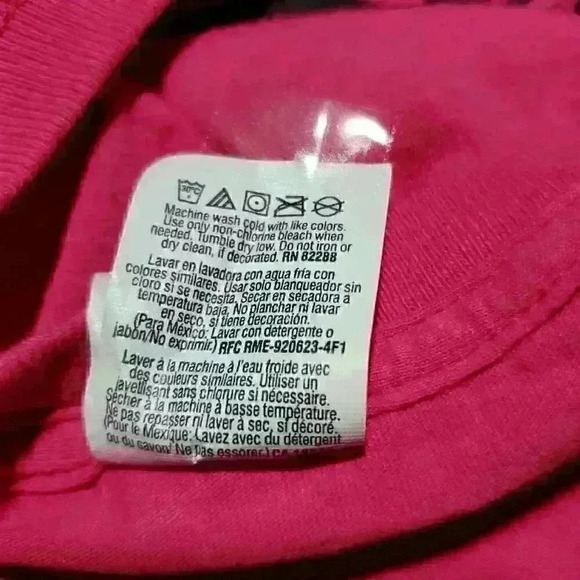 30°C
Machine wash cold with like colors.
Use only non-chlorine bleach when
needed. Tumble dry low. Do not iron or
dry clean, if decorated. RN 82288
Lavar en lavadora con agua fría con
colores similares. Usar solo blanqueador sin
cloro si se necesita. Secar en secadora a
temperatura baja. No planchar ni lavar
en seco, si tiene decoración.
(Para México: Lavar con detergente o
jabón/No exprimir.) RFC RME-920623-4F1
Laver à la machine à l'eau froide avec
des couleurs similaires. Utiliser un
javellisant sans chlorure si nécessaire.
Sécher à la machine à basse température.
Ne pas repasser ni laver à sec, si décoré.
(Pour le Mexique: Lavez avec du détergent
ou du savon/ Ne pas essorer.) CA